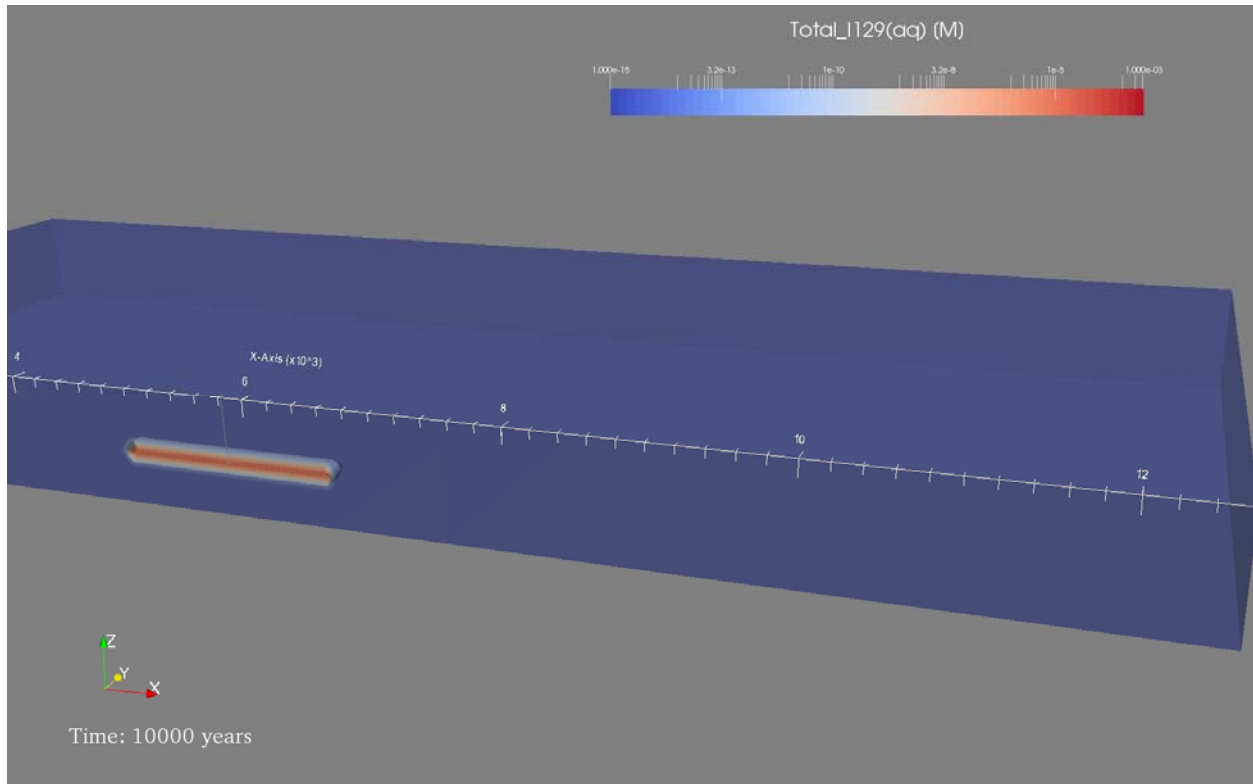 Total_I129(aq) [M]
1.000e-15 3.2e-13 1e-10 3.2e-8 1e-5 1.000e-03
4
X-Axis (x10^3)
6
8
10
12
Z
Y
X
Time: 10000 years